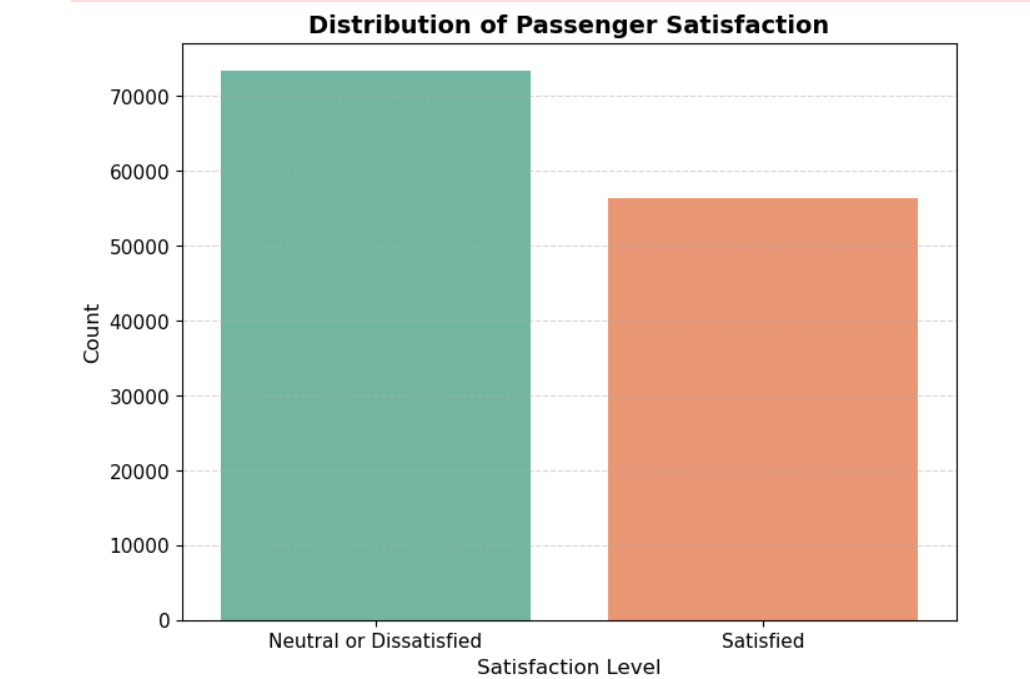 Distribution of Passenger Satisfaction
70000
60000
50000
40000
30000
20000
10000
0
Count
Neutral or Dissatisfied
Satisfied
Satisfaction Level